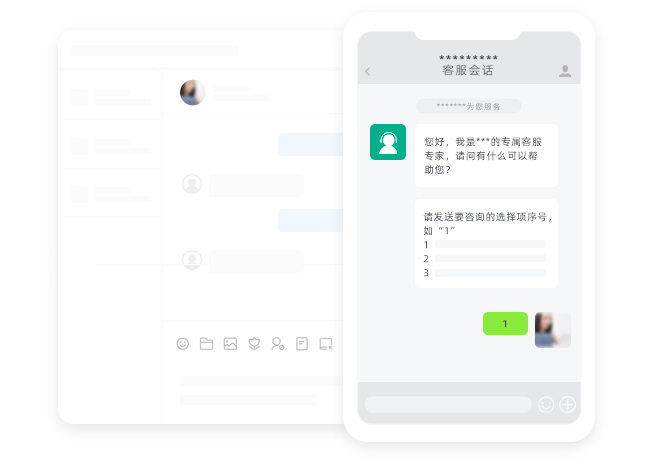 *********
客服会话
*******为您服务
您好，我是***的专属客服
专家，请问有什么可以帮
助您？
请发送要咨询的选择项序号，
如“1”
1
2
3
1